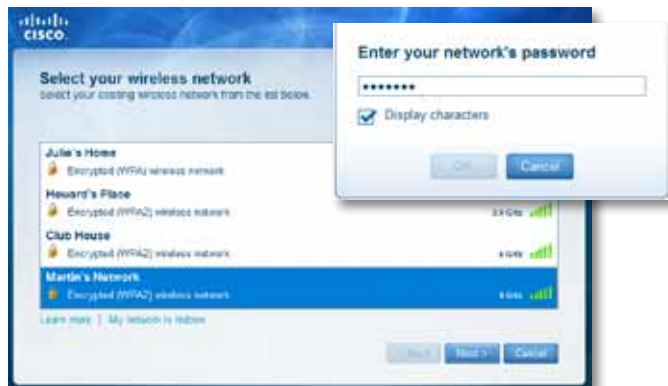 CISCO
Select your wireless network
Select your existing wireless network from the list below.
Julie's Home
Encrypted (WPA) wireless network
Howard's Place
Encrypted (WPA2) wireless network
Club House
Encrypted (WPA2) wireless network
Martin's Network
Encrypted (WPA2) wireless network
Learn more | My network is hidden
Next > Cancel
Enter your network's password
•••••••
Display characters
OK Cancel